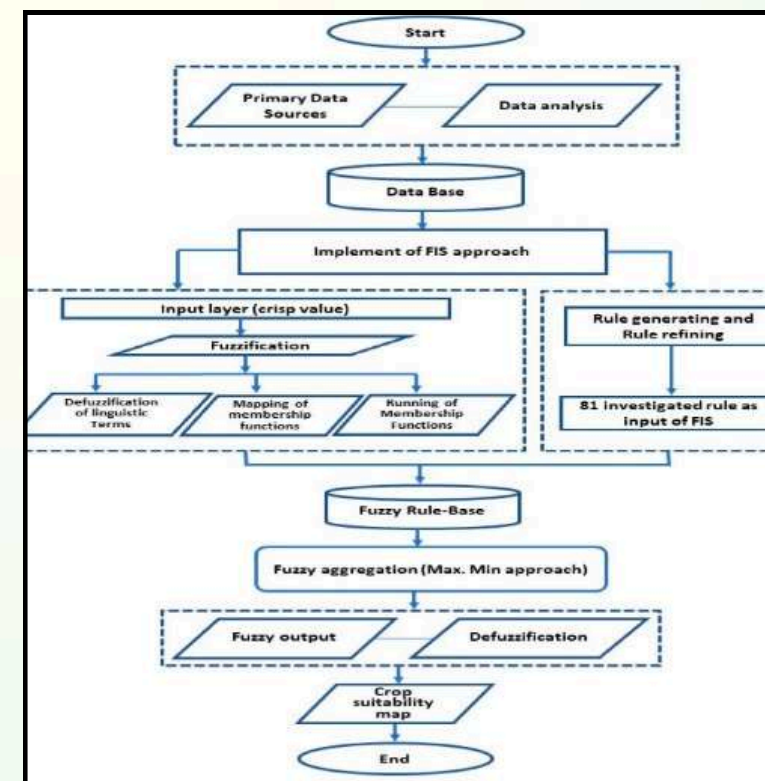 Start
Primary Data
Sources
Data analysis
Data Base
Implement of FIS approach
Input layer (crisp value)
Fuzzification
Defuzzification
of linguistic
Terms
Mapping of
membership
functions
Running of
Membership
Functions
Rule generating and
Rule refining
81 investigated rule as
input of FIS
Fuzzy Rule-Base
Fuzzy aggregation (Max. Min approach)
Fuzzy output
Defuzzification
Crop
suitability
map
End